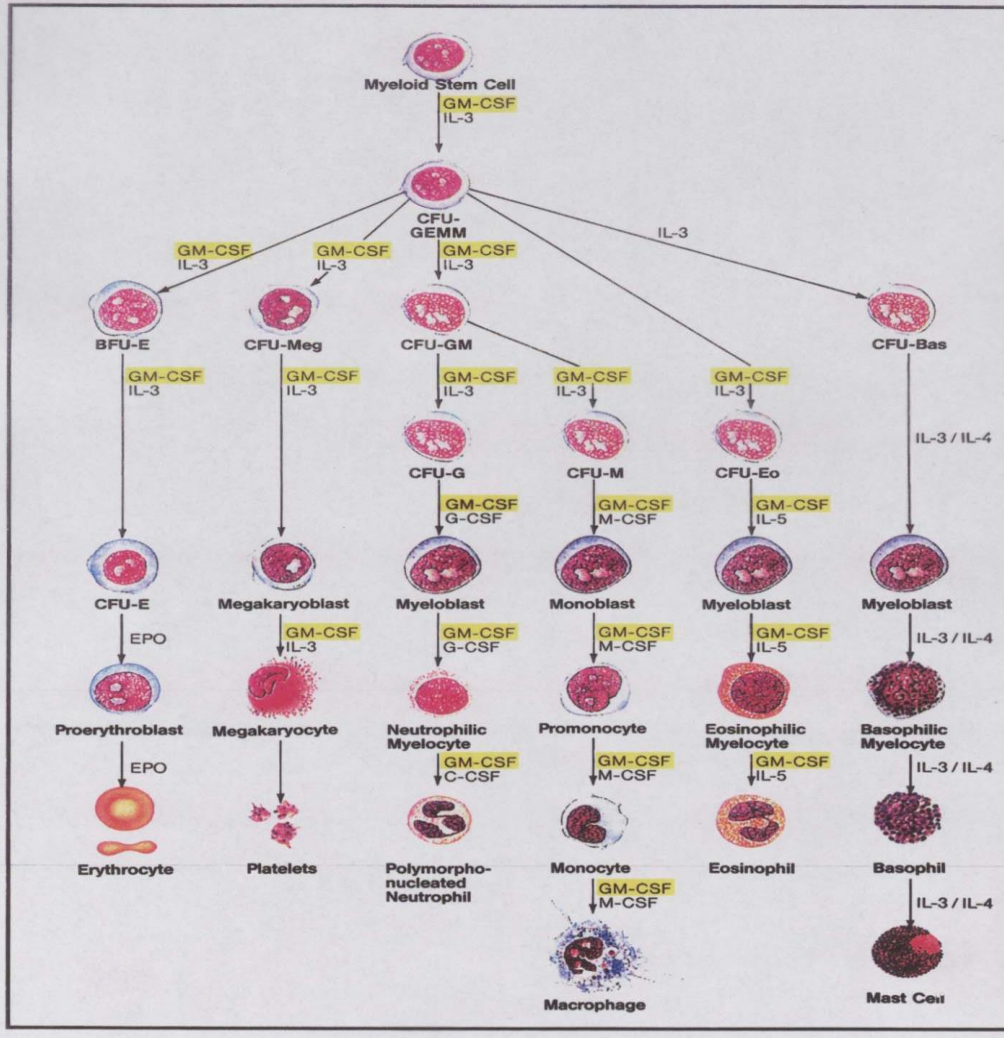 Myeloid Stem Cell
GM-CSF
IL-3
CFU-
GEMM
GM-CSF
IL-3
GM-CSF
IL-3
GM-CSF
IL-3
IL-3
BFU-E
CFU-Meg
CFU-GM
CFU-Bas
GM-CSF
IL-3
GM-CSF
IL-3
GM-CSF
IL-3
GM-CSF
IL-3
GM-CSF
IL-3
IL-3 / IL-4
CFU-G
CFU-M
CFU-Eo
GM-CSF
G-CSF
GM-CSF
M-CSF
GM-CSF
IL-5
CFU-E
Megakaryoblast
Myeloblast
Monoblast
Myeloblast
Myeloblast
EPO
GM-CSF
IL-3
GM-CSF
G-CSF
GM-CSF
M-CSF
GM-CSF
IL-5
IL-3 / IL-4
Proerythroblast
Megakaryocyte
Neutrophilic
Myelocyte
Promonocyte
Eosinophilic
Myelocyte
Basophilic
Myelocyte
EPO
GM-CSF
C-CSF
GM-CSF
M-CSF
GM-CSF
IL-5
IL-3 / IL-4
Erythrocyte
Platelets
Polymorpho-
nucleated
Neutrophil
Monocyte
Eosinophil
Basophil
GM-CSF
M-CSF
IL-3 / IL-4
Macrophage
Mast Cell